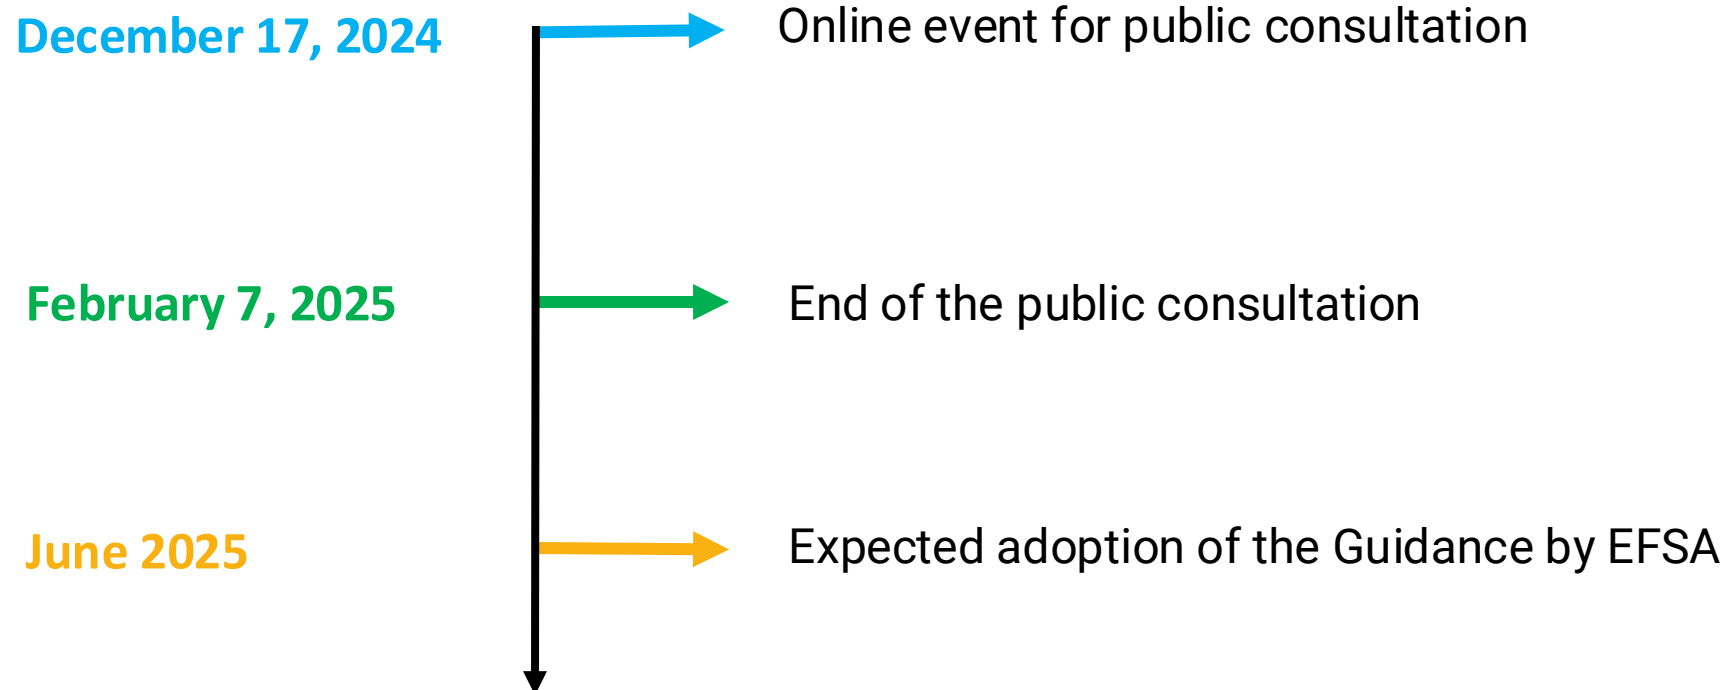 December 17, 2024
Online event for public consultation
February 7, 2025
End of the public consultation
June 2025
Expected adoption of the Guidance by EFSA